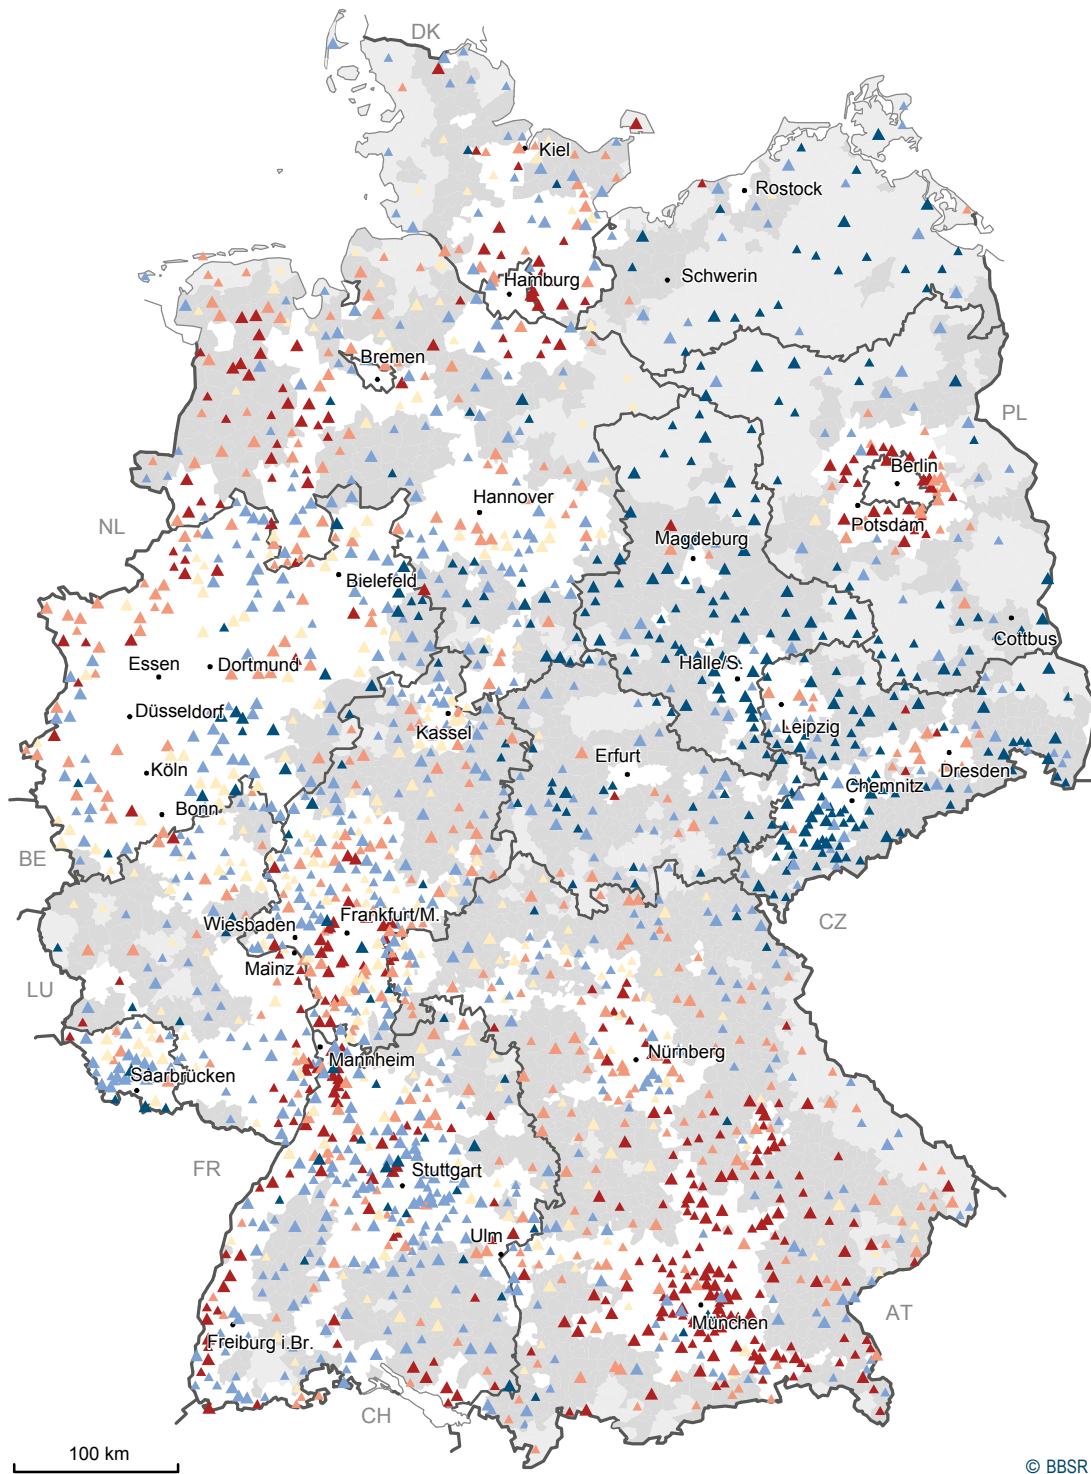 DK
Kiel
Rostock
Schwerin
Hamburg
Bremen
PL
Berlin
Hannover
Potsdam
NL
Magdeburg
Bielefeld
Cottbus
Essen
Dortmund
Halle/S.
Düsseldorf
Leipzig
Kassel
Erfurt
Köln
Dresden
Chemnitz
Bonn
BE
Frankfurt/M.
Wiesbaden
CZ
Mainz
LU
Nürnberg
Mannheim
Saarbrücken
FR
Stuttgart
Ulm
AT
München
Freiburg i.Br.
CH
100 km
© BBSR